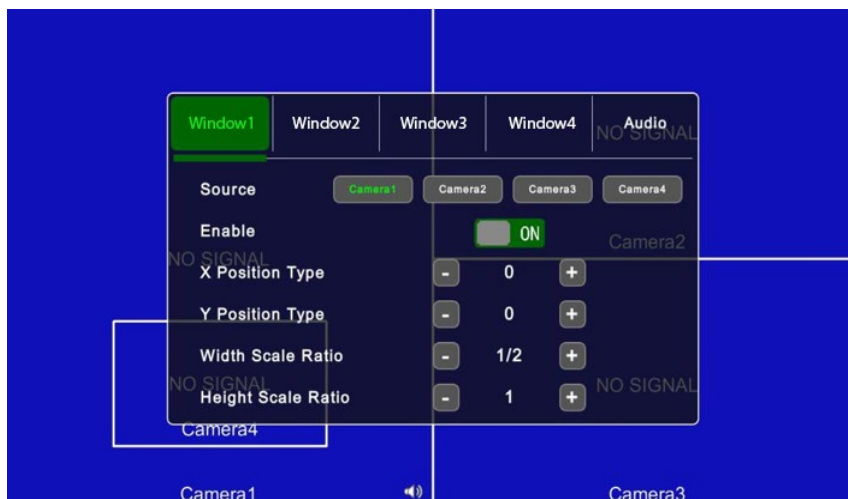 Window1 Window2 Window3 Window4 Audio
NO SIGNAL
Source Camera1 Camera2 Camera3 Camera4
Enable ON
Camera2
NO SIGNAL
X Position Type - 0 +
Y Position Type - 0 +
Width Scale Ratio - 1/2 +
NO SIGNAL NO SIGNAL
Height Scale Ratio - 1 +
Camera4
Camera1 Camera3